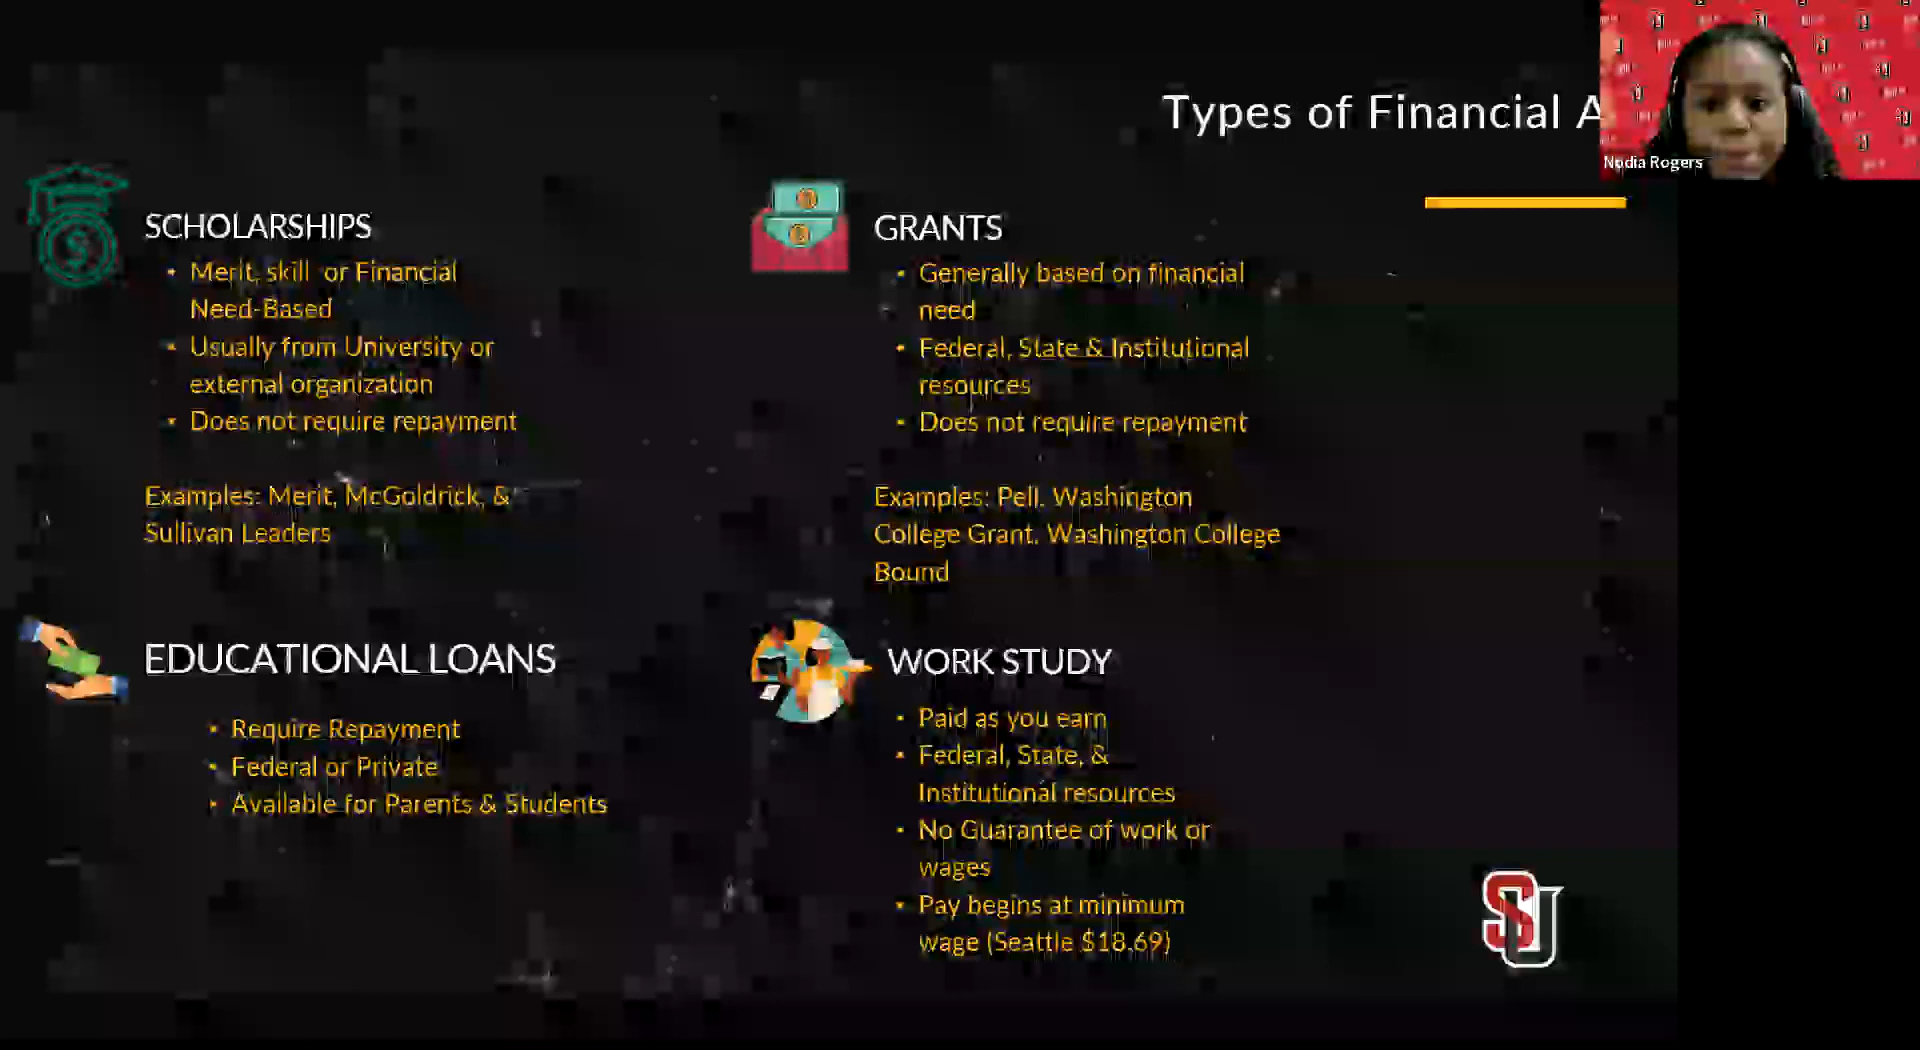 Types of Financial A
Nodia Rogers
SCHOLARSHIPS
• Merit, skill or Financial
Need-Based
• Usually from University or
external organization
• Does not require repayment
Examples: Merit, McGoldrick, &
Sullivan Leaders
GRANTS
• Generally based on financial
need
• Federal, State & Institutional
resources
• Does not require repayment
Examples: Pell, Washington
College Grant, Washington College
Bound
EDUCATIONAL LOANS
• Require Repayment
• Federal or Private
• Available for Parents & Students
WORK STUDY
• Paid as you earn
• Federal, State, &
Institutional resources
• No Guarantee of work or
wages
• Pay begins at minimum
wage (Seattle $18.69)
SU